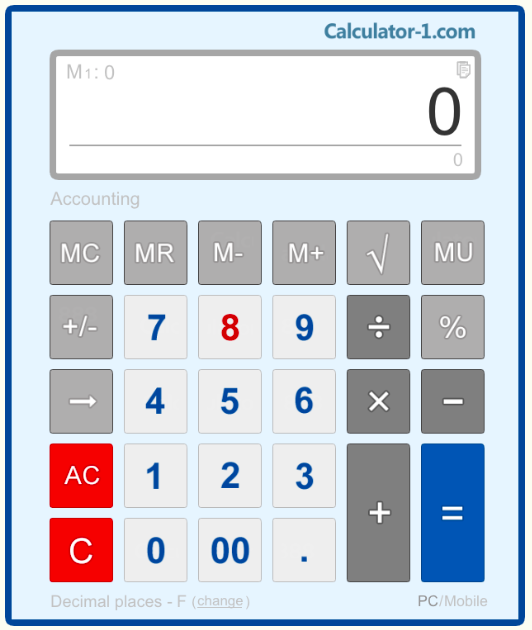 Calculator-1.com
M1: 0
0
0
Accounting
MC MR M- M+ √ MU
+/- 7 8 9 ÷ %
→ 4 5 6 × −
AC 1 2 3
+ =
C 0 00 .
Decimal places - F (change) PC/Mobile